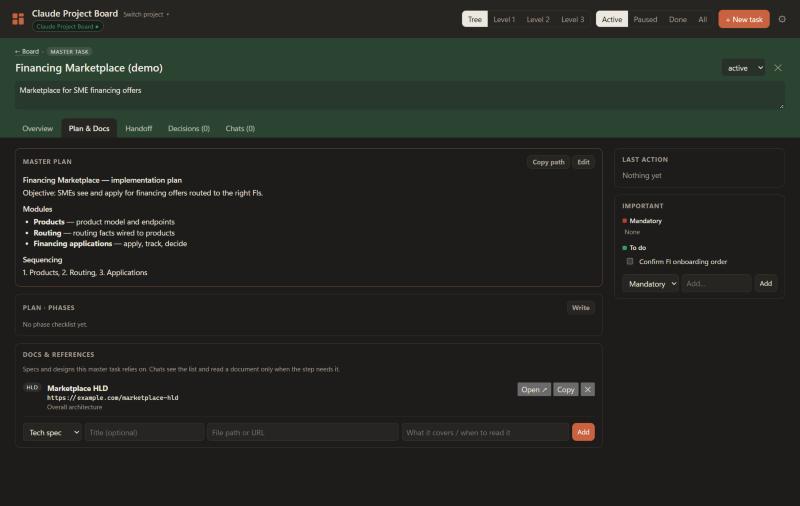 Claude Project Board Switch project
Claude Project Board
Tree Level 1 Level 2 Level 3 Active Paused Done All + New task
← Board · MASTER TASK
Financing Marketplace (demo)
active
Marketplace for SME financing offers
Overview Plan & Docs Handoff Decisions (0) Chats (0)
MASTER PLAN
Copy path Edit
Financing Marketplace — implementation plan
Objective: SMEs see and apply for financing offers routed to the right FIs.
Modules
• Products — product model and endpoints
• Routing — routing facts wired to products
• Financing applications — apply, track, decide
Sequencing
1. Products, 2. Routing, 3. Applications
PLAN · PHASES
Write
No phase checklist yet.
DOCS & REFERENCES
Specs and designs this master task relies on. Chats see the list and read a document only when the step needs it.
HLD Marketplace HLD
https://example.com/marketplace-hld
Overall architecture
Open ↗ Copy ✕
Tech spec Title (optional) File path or URL What it covers / when to read it Add
LAST ACTION
Nothing yet
IMPORTANT
Mandatory
None
To do
Confirm FI onboarding order
Mandatory Add... Add